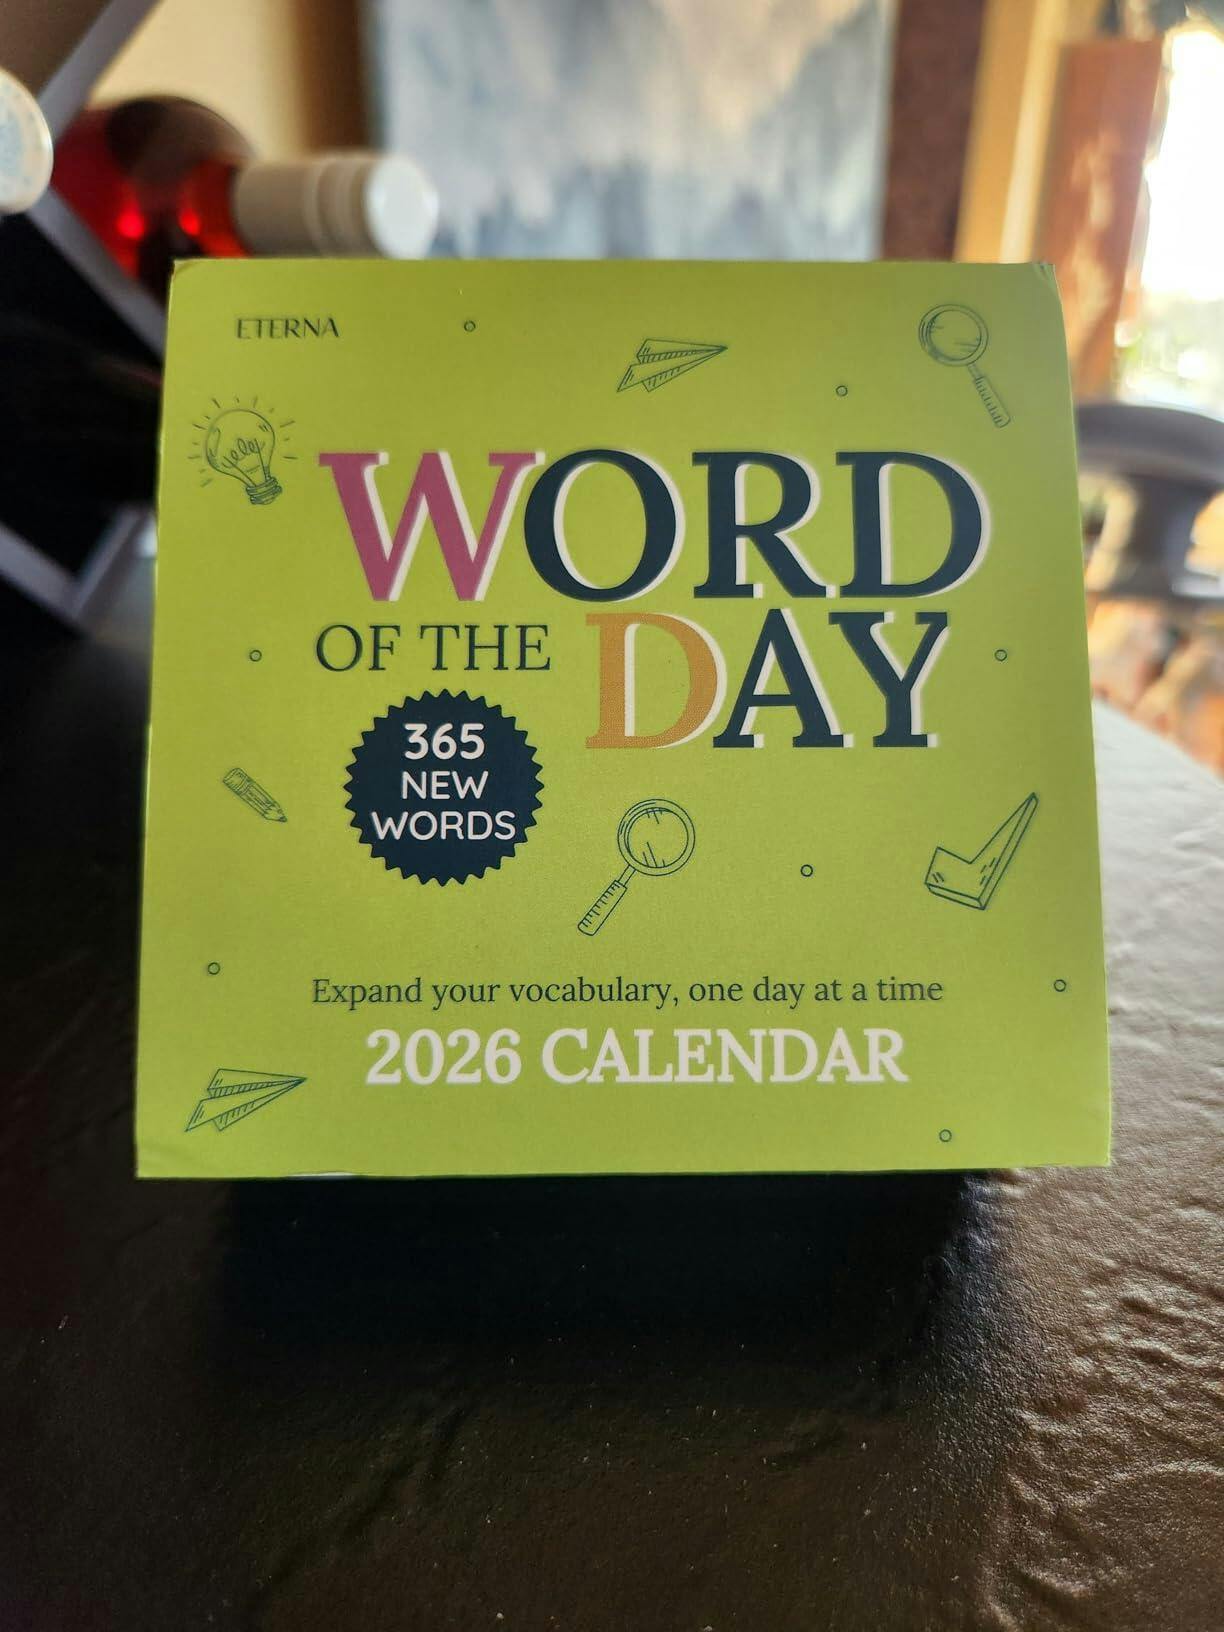 ETERNA
WORD
OF THE DAY
365
NEW
WORDS
Expand your vocabulary, one day at a time
2026 CALENDAR